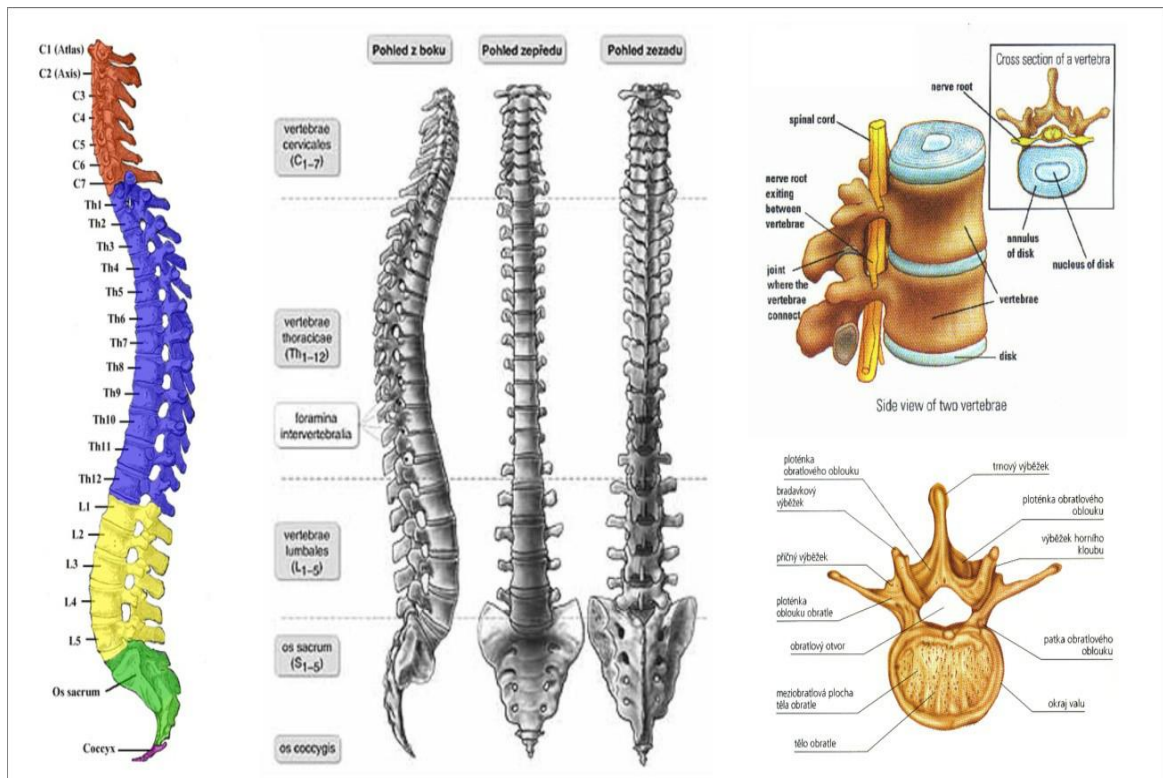 C1 (Atlas)
C2 (Axis)
C3
C4
C5
C6
C7
Th1
Th2
Th3
Th4
Th5
Th6
Th7
Th8
Th9
Th10
Th11
Th12
L1
L2
L3
L4
L5
Os sacrum
Coccyx
Pohled z boku
Pohled zepředu
Pohled zezadu
vertebrae
cervicales
(C1–7)
vertebrae
thoracicae
(Th1–12)
foramina
intervertebralia
vertebrae
lumbales
(L1–5)
os sacrum
(S1–5)
os coccygis
Cross section of a vertebra
nerve root
spinal cord
nerve root
exiting
between
vertebrae
annulus
of disk
nucleus of disk
joint
where the
vertebrae
connect
vertebrae
disk
Side view of two vertebrae
ploténka
obratlového oblouku
trnový výběžek
bradavkový
výběžek
ploténka obratlového
oblouku
výběžek horního
kloubu
příčný výběžek
ploténka
oblouku obratle
obratlový otvor
patka obratlového
oblouku
meziobratlová plocha
těla obratle
okraj valu
tělo obratle